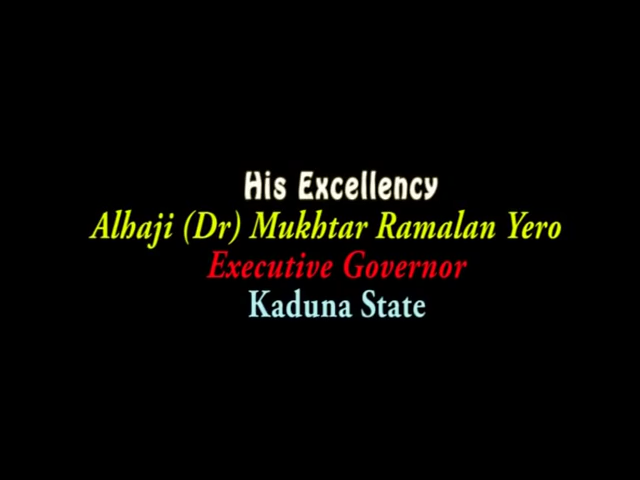 His Excellency
Alhaji (Dr) Mukhtar Ramalan Yero
Executive Governor
Kaduna State